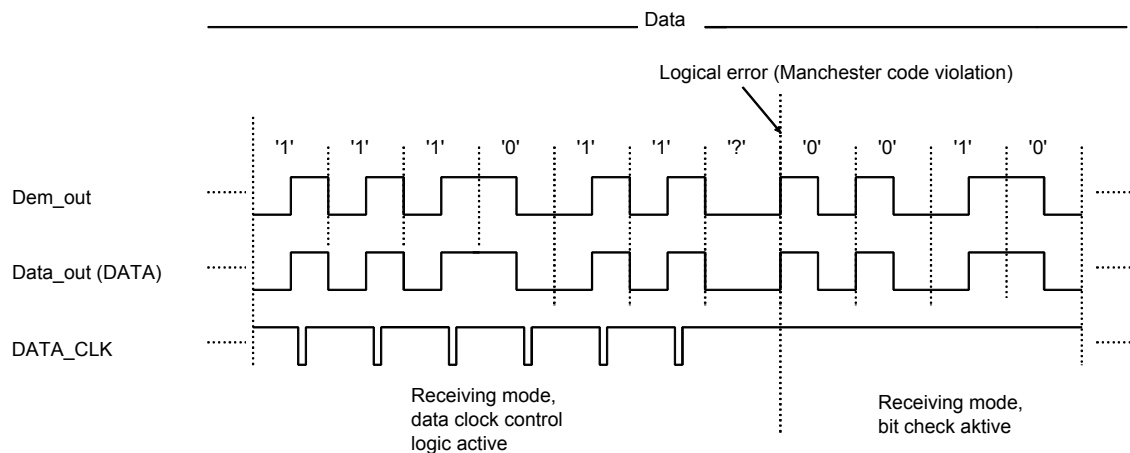 Data
Logical error (Manchester code violation)
'1' '1' '1' '0' '1' '1' '?' '0' '0' '1' '0'
Dem_out
Data_out (DATA)
DATA_CLK
Receiving mode,
data clock control
logic active
Receiving mode,
bit check aktive